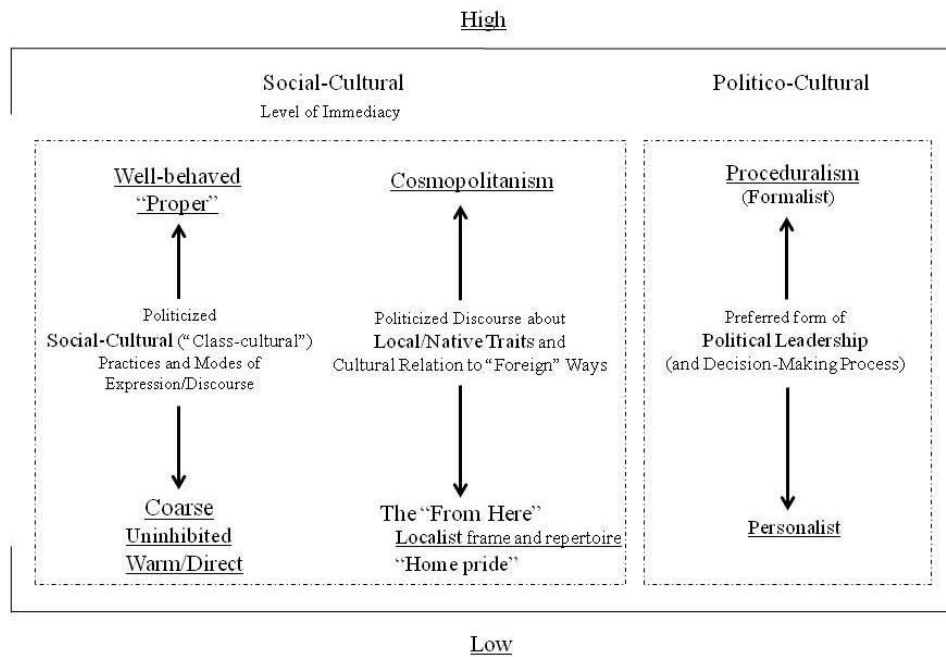 High
Social-Cultural
Level of Immediacy
Politico-Cultural
Well-behaved
“Proper”
Politicized
Social-Cultural (“Class-cultural”)
Practices and Modes of
Expression/Discourse
Coarse
Uninhibited
Warm/Direct
Cosmopolitanism
Politicized Discourse about
Local/Native Traits and
Cultural Relation to “Foreign” Ways
The “From Here”
Localist frame and repertoire
“Home pride”
Proceduralism
(Formalist)
Preferred form of
Political Leadership
(and Decision-Making Process)
Personalist
Low